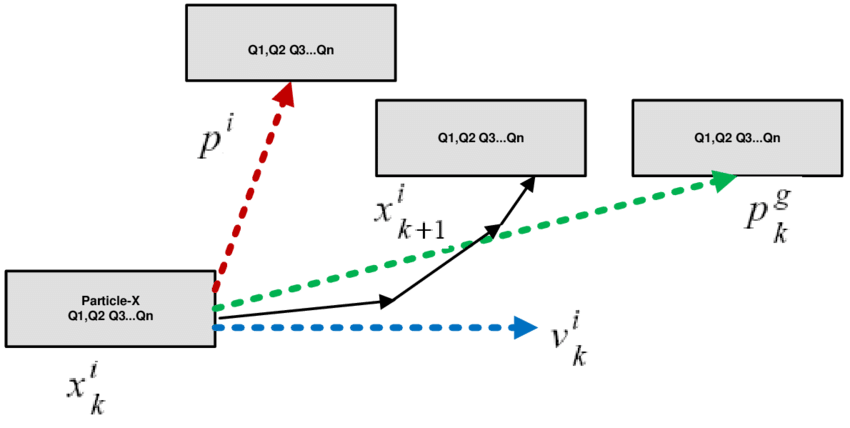 Q1,Q2 Q3...Qn
Q1,Q2 Q3...Qn
Q1,Q2 Q3...Qn
p^i
x^i_{k+1}
p^g_k
Particle-X
Q1,Q2 Q3...Qn
v^i_k
x^i_k